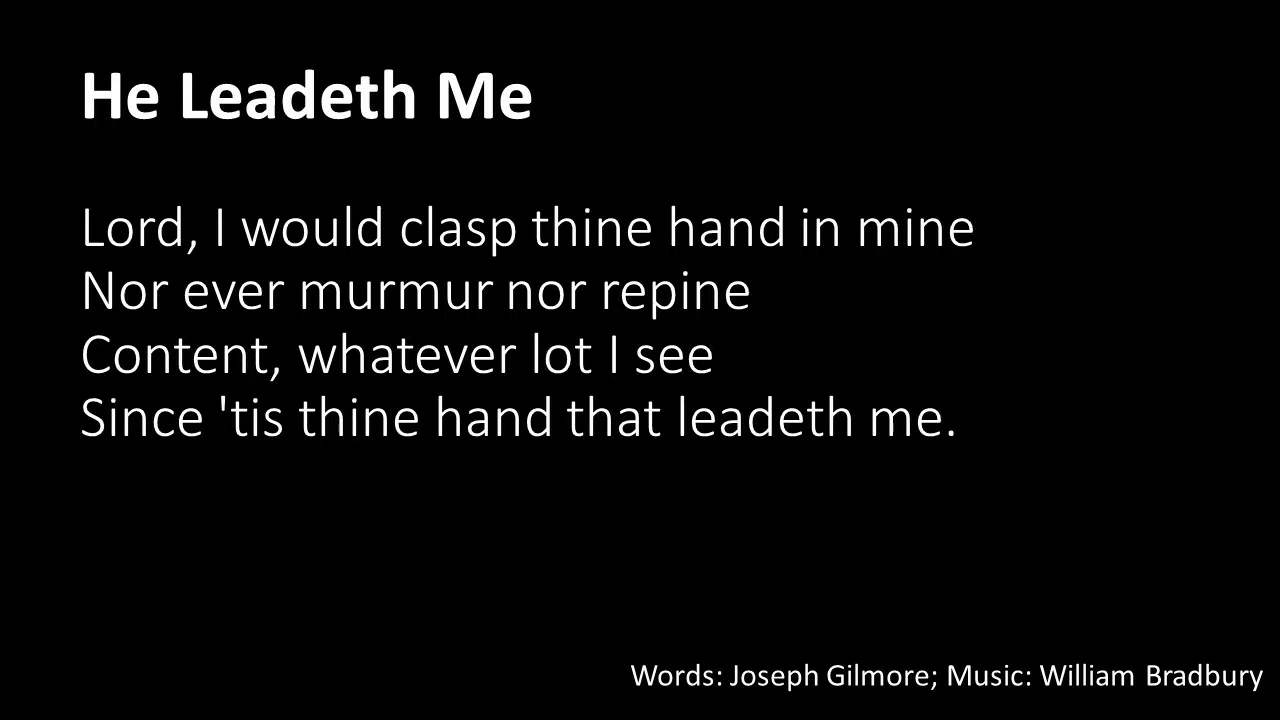 He Leadeth Me
Lord, I would clasp thine hand in mine
Nor ever murmur nor repine
Content, whatever lot I see
Since 'tis thine hand that leadeth me.
Words: Joseph Gilmore; Music: William Bradbury